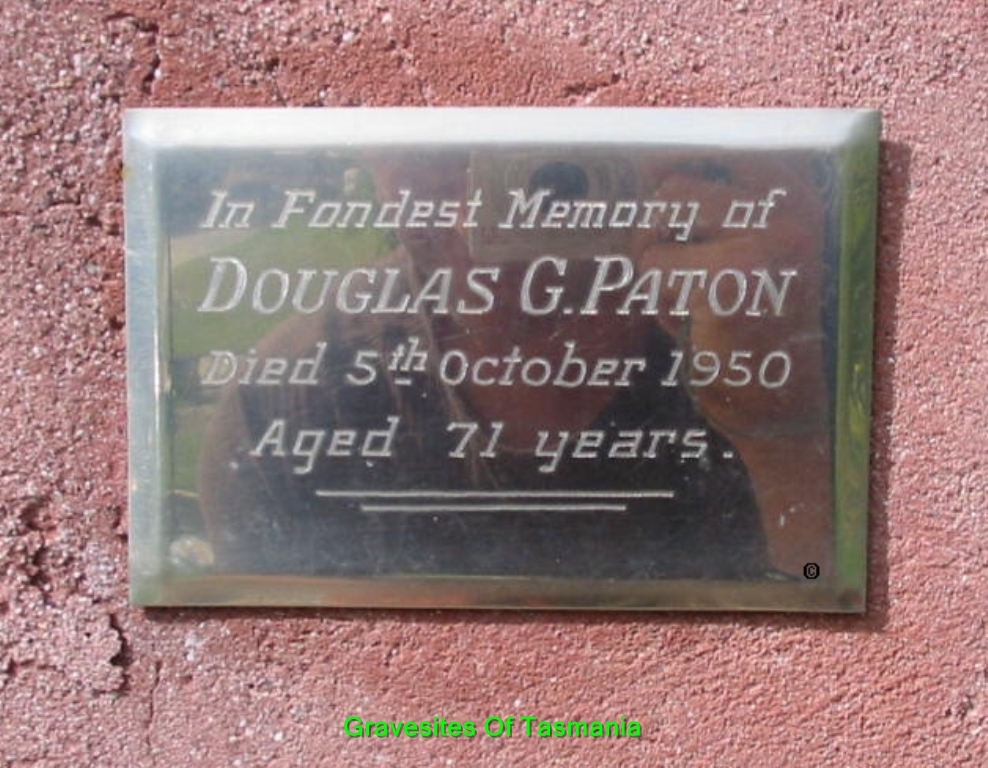 In Fondest Memory of
DOUGLAS G. PATON
Died 5th October 1950
Aged 71 years.
©
Gravesites Of Tasmania